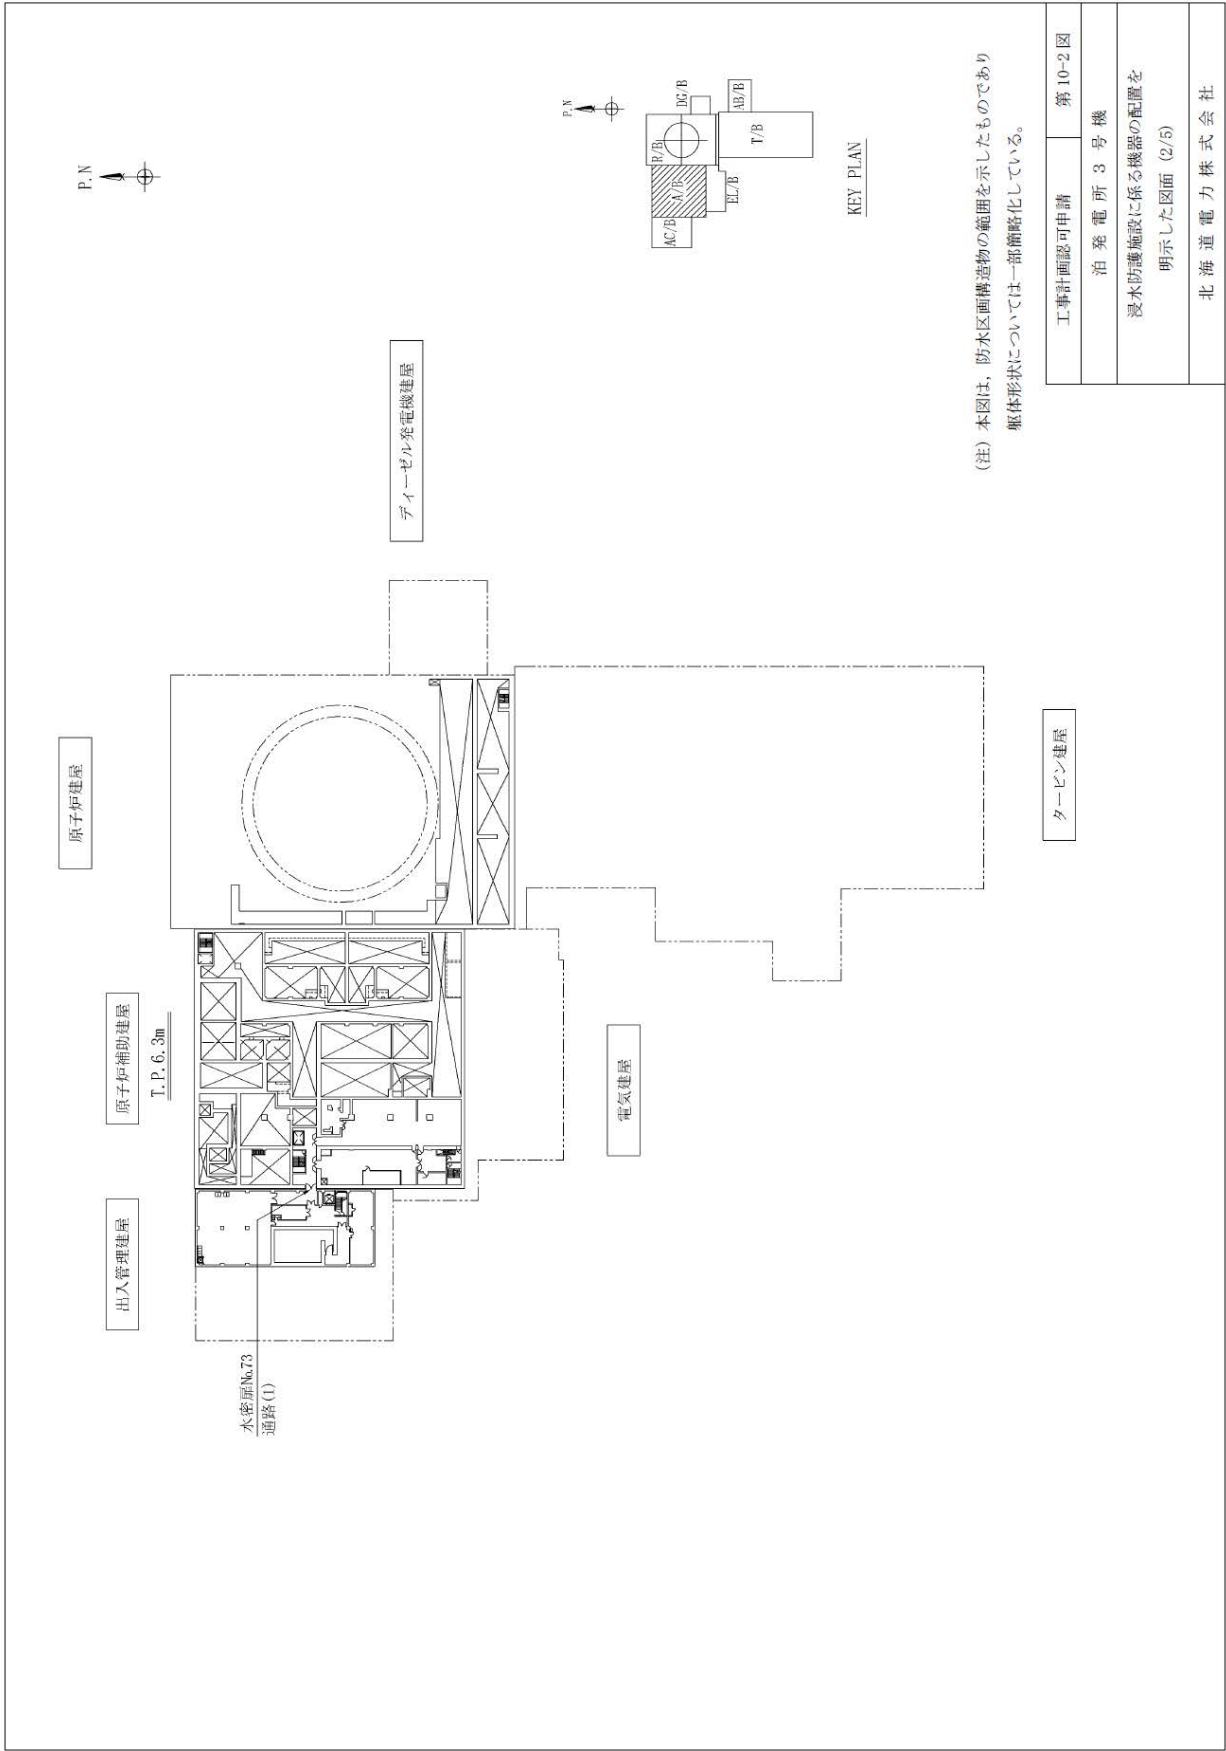 原子炉建屋
原子炉補助建屋
T.P.6.3m
出入管理建屋
水密扉No.73
通路(1)
ディーゼル発電機建屋
電気建屋
タービン建屋
P.N
P.N
R/B
DG/B
A/B
AC/B
EL/B
T/B
AB/B
KEY PLAN
(注) 本図は，防水区画構造物の範囲を示したものであり
躯体形状については一部簡略化している。
工事計画認可申請 第10-2図
泊発電所3号機
浸水防護施設に係る機器の配置を
明示した図面 (2/5)
北海道電力株式会社